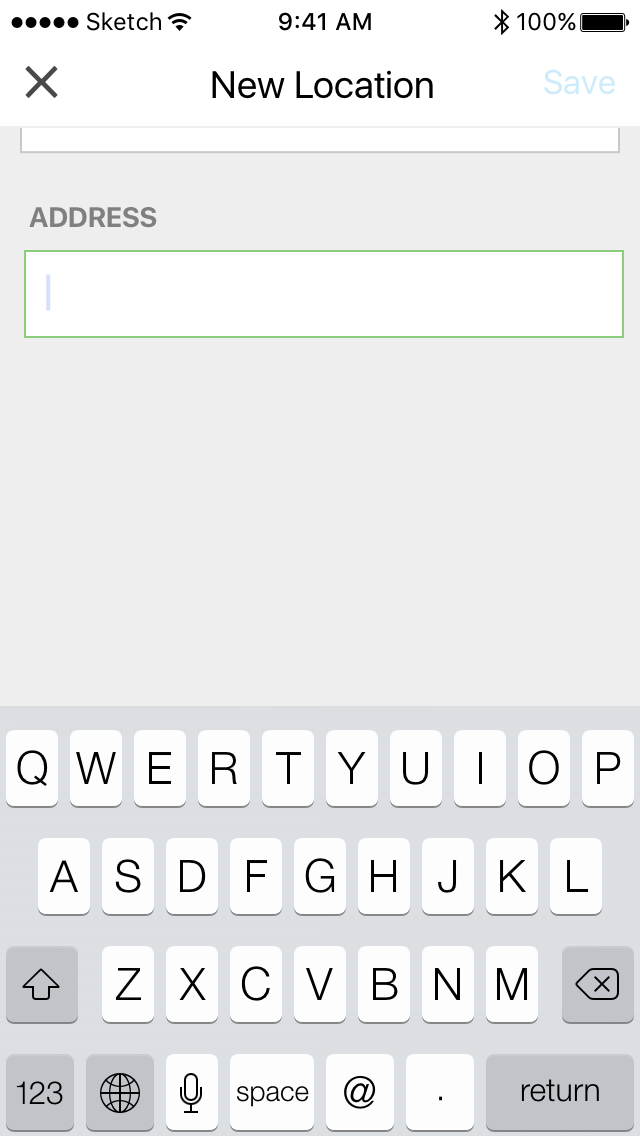 Sketch 9:41 AM 100%
New Location Save
ADDRESS
Q W E R T Y U I O P
A S D F G H J K L
Z X C V B N M
123 space @ . return